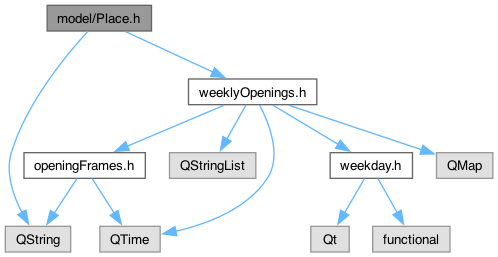 model/Place.h
weeklyOpenings.h
openingFrames.h
QStringList
weekday.h
QMap
QString
QTime
Qt
functional